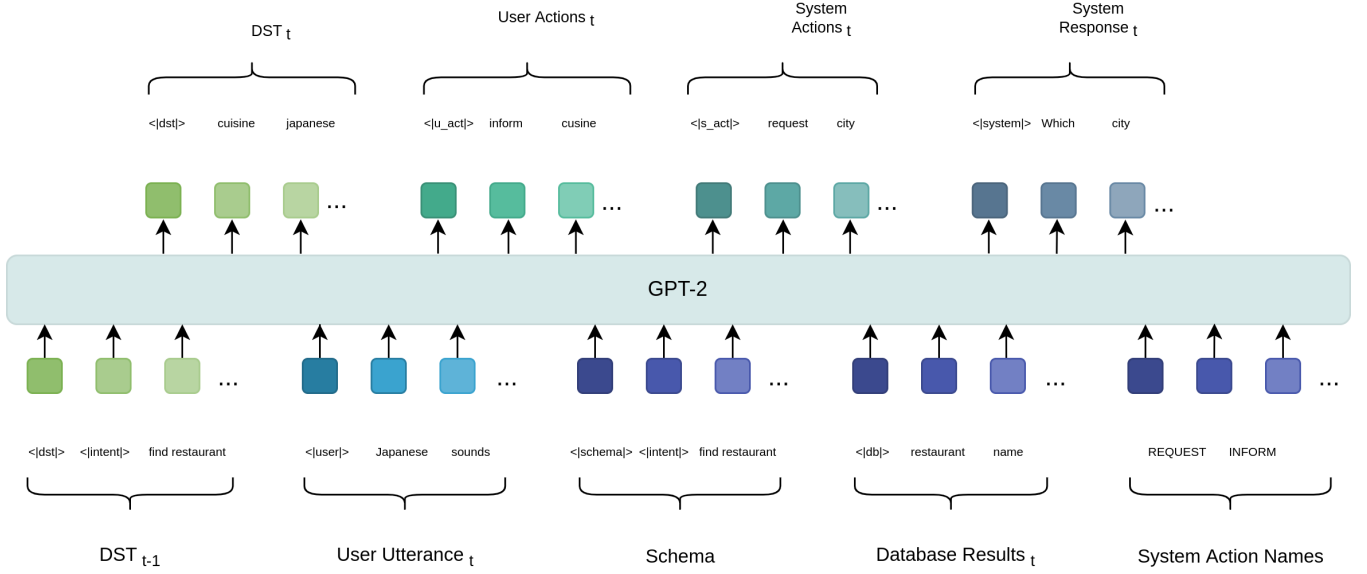 DST t
User Actions t
System
Actions t
System
Response t
<|dst|> cuisine japanese
<|u_act|> inform cusine
<|s_act|> request city
<|system|> Which city
... ... ... ...
GPT-2
... ... ... ... ...
<|dst|> <|intent|> find restaurant
<|user|> Japanese sounds
<|schema|> <|intent|> find restaurant
<|db|> restaurant name
REQUEST INFORM
DST t-1
User Utterance t
Schema
Database Results t
System Action Names